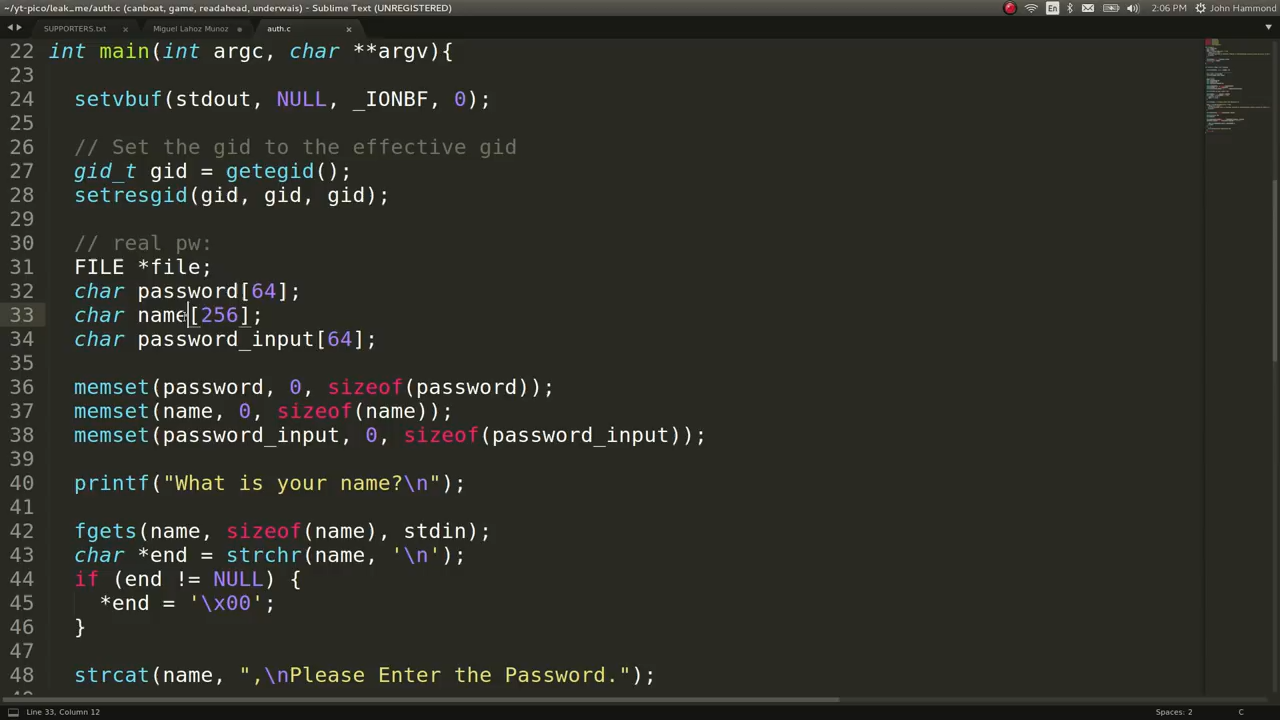 ~/yt-pico/leak_me/auth.c (canboat, game, readahead, underwais) - Sublime Text (UNREGISTERED)
En
2:06 PM
John Hammond
SUPPORTERS.txt
Miguel Lahoz Munoz
auth.c
22 int main(int argc, char **argv){
23
24 setvbuf(stdout, NULL, _IONBF, 0);
25
26 // Set the gid to the effective gid
27 gid_t gid = getegid();
28 setresgid(gid, gid, gid);
29
30 // real pw:
31 FILE *file;
32 char password[64];
33 char name[256];
34 char password_input[64];
35
36 memset(password, 0, sizeof(password));
37 memset(name, 0, sizeof(name));
38 memset(password_input, 0, sizeof(password_input));
39
40 printf("What is your name?\n");
41
42 fgets(name, sizeof(name), stdin);
43 char *end = strchr(name, '\n');
44 if (end != NULL) {
45 *end = '\x00';
46 }
47
48 strcat(name, ",\nPlease Enter the Password.");
Line 33, Column 12
Spaces: 2
C